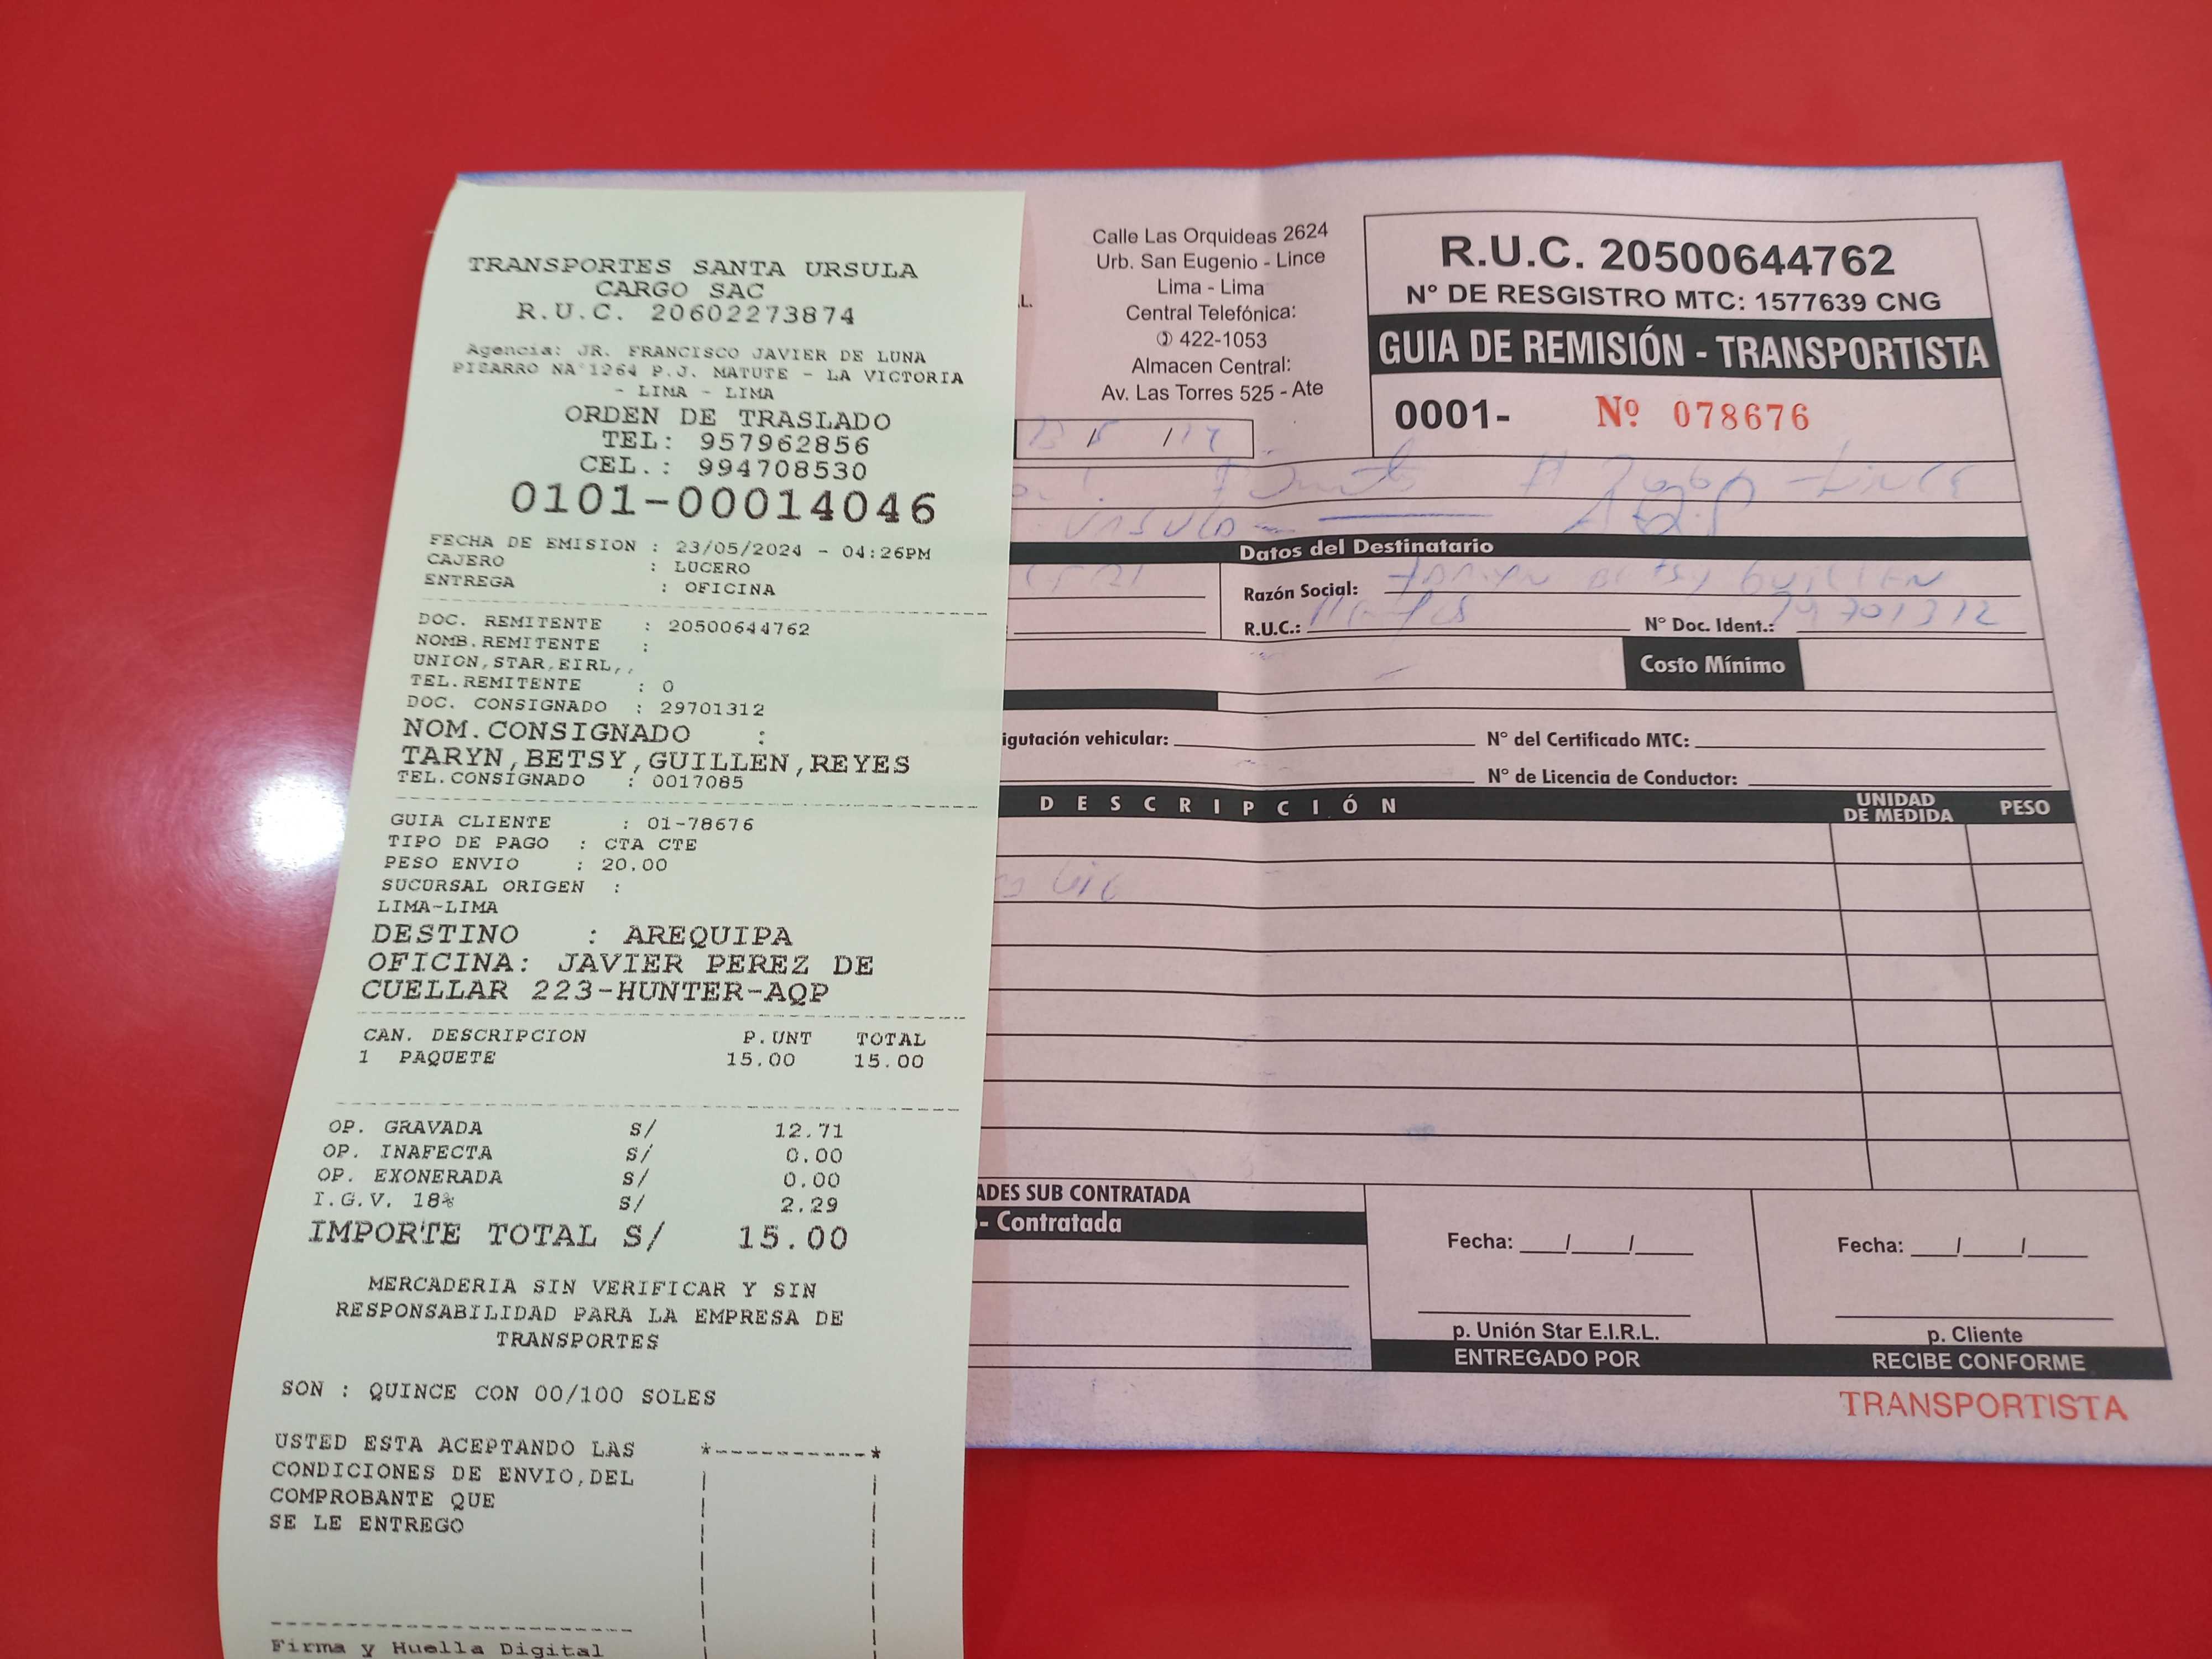 TRANSPORTES SANTA URSULA
CARGO SAC
R.U.C. 20602273874
Agencia: JR. FRANCISCO JAVIER DE LUNA
PIZARRO NA°1264 P.J. MATUTE - LA VICTORIA
- LIMA - LIMA
ORDEN DE TRASLADO
TEL: 957962856
CEL.: 994708530
0101-00014046
FECHA DE EMISION : 23/05/2024 - 04:26PM
CAJERO : LUCERO
ENTREGA : OFICINA
DOC. REMITENTE : 20500644762
NOMB.REMITENTE :
UNION,STAR,EIRL,,
TEL.REMITENTE : 0
DOC. CONSIGNADO : 29701312
NOM.CONSIGNADO :
TARYN,BETSY,GUILLEN,REYES
TEL.CONSIGNADO : 0017085
GUIA CLIENTE : 01-78676
TIPO DE PAGO : CTA CTE
PESO ENVIO : 20.00
SUCURSAL ORIGEN :
LIMA-LIMA
DESTINO : AREQUIPA
OFICINA: JAVIER PEREZ DE
CUELLAR 223-HUNTER-AQP
CAN. DESCRIPCION P.UNT TOTAL
1 PAQUETE 15.00 15.00
OP. GRAVADA S/ 12.71
OP. INAFECTA S/ 0.00
OP. EXONERADA S/ 0.00
I.G.V. 18% S/ 2.29
IMPORTE TOTAL S/ 15.00
MERCADERIA SIN VERIFICAR Y SIN
RESPONSABILIDAD PARA LA EMPRESA DE
TRANSPORTES
SON : QUINCE CON 00/100 SOLES
USTED ESTA ACEPTANDO LAS
CONDICIONES DE ENVIO,DEL
COMPROBANTE QUE
SE LE ENTREGO
Firma y Huella Digital
L.
Calle Las Orquideas 2624
Urb. San Eugenio - Lince
Lima - Lima
Central Telefónica:
422-1053
Almacen Central:
Av. Las Torres 525 - Ate
R.U.C. 20500644762
N° DE RESGISTRO MTC: 1577639 CNG
GUIA DE REMISIÓN - TRANSPORTISTA
0001- Nº 078676
Lince
URSULA
Datos del Destinatario
Razón Social: BETSY GUILLEN
R.U.C.: N° Doc. Ident.:
Costo Mínimo
igutación vehicular: N° del Certificado MTC:
N° de Licencia de Conductor:
DESCRIPCIÓN UNIDAD DE MEDIDA PESO
ADES SUB CONTRATADA
- Contratada
Fecha: / / Fecha: / /
p. Unión Star E.I.R.L. p. Cliente
ENTREGADO POR RECIBE CONFORME
TRANSPORTISTA